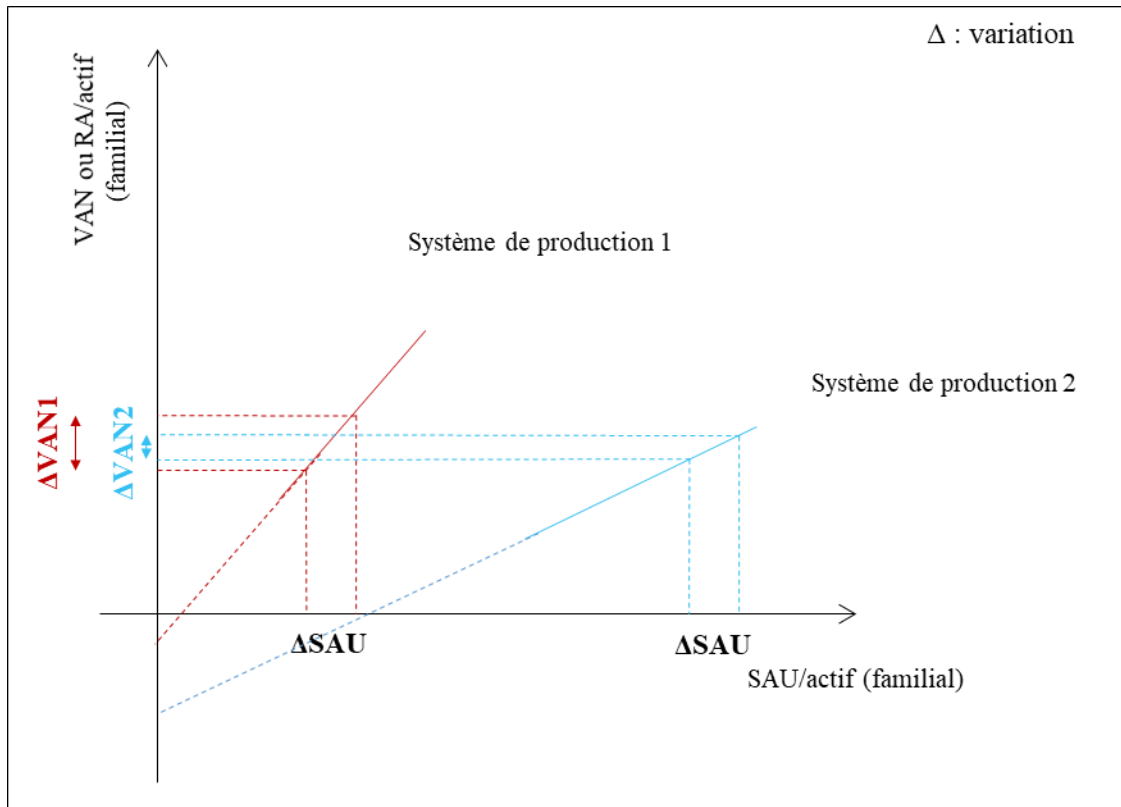 Δ : variation
VAN ou RA/actif
(familial)
Système de production 1
Système de production 2
ΔVAN1
ΔVAN2
ΔSAU
ΔSAU
SAU/actif (familial)